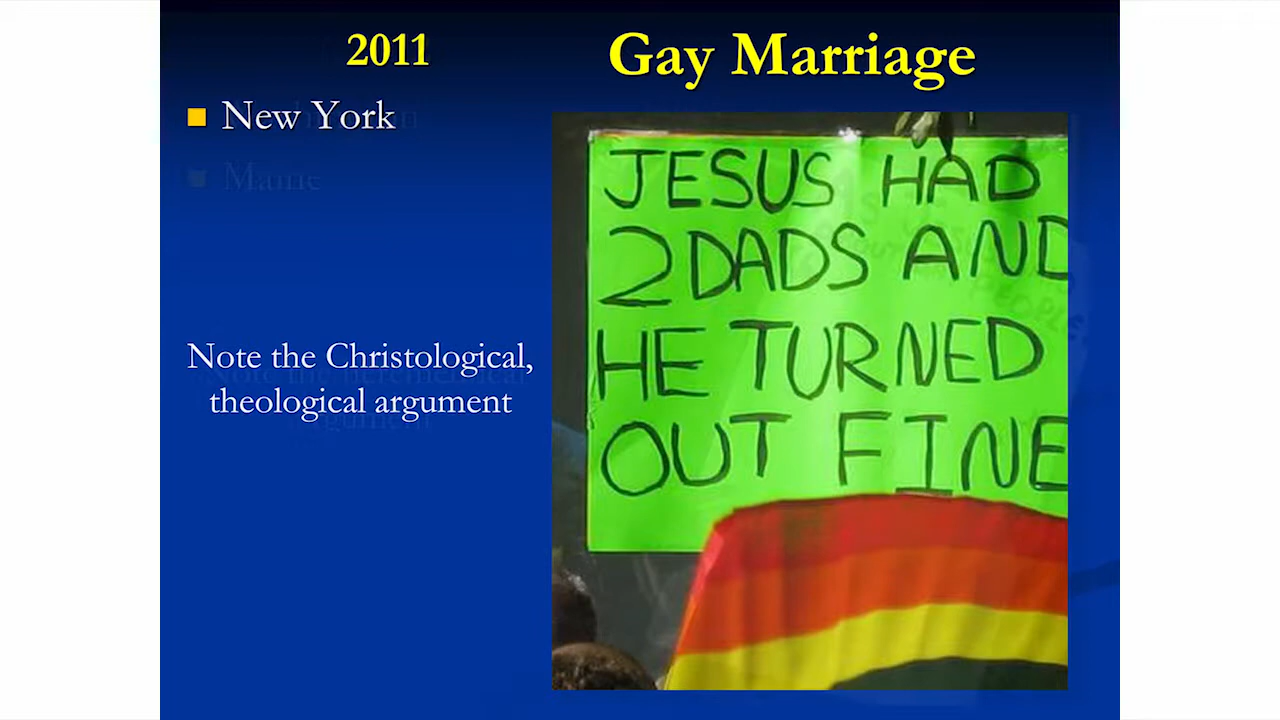 2011
Gay Marriage
New York
Maine
Note the Christological,
theological argument
JESUS HAD
2 DADS AND
HE TURNED
OUT FINE